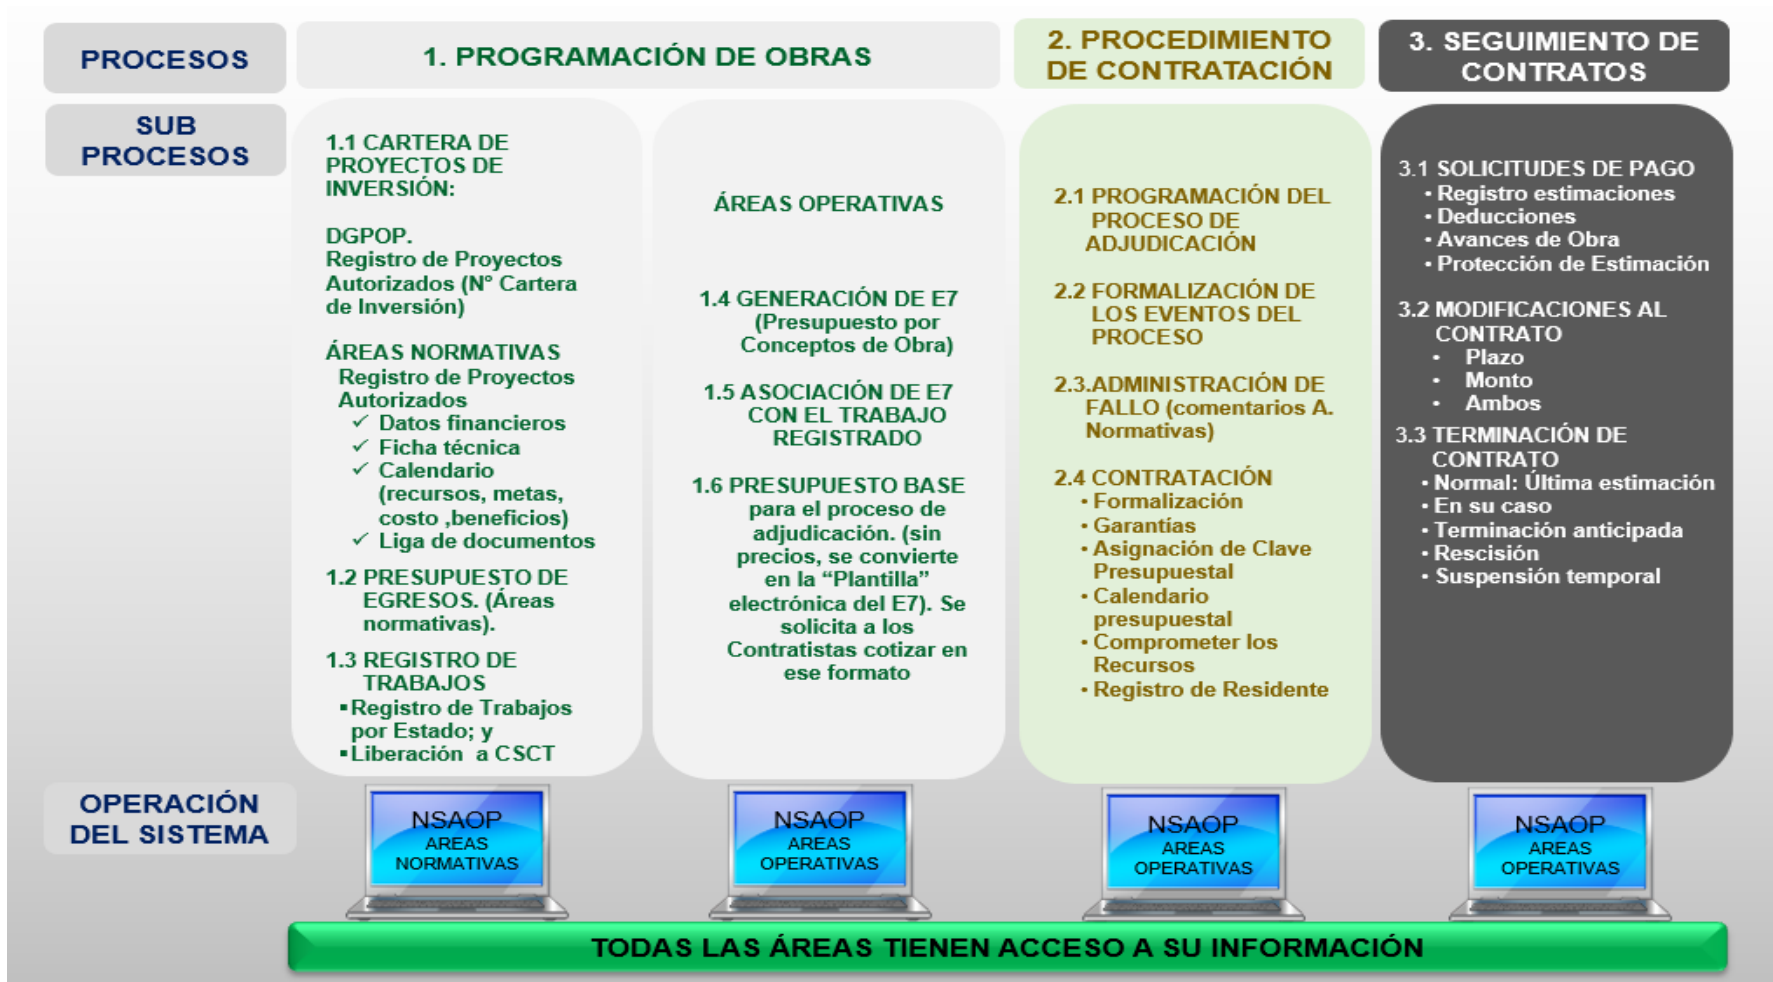 PROCESOS
1. PROGRAMACIÓN DE OBRAS
2. PROCEDIMIENTO
DE CONTRATACIÓN
3. SEGUIMIENTO DE
CONTRATOS
SUB
PROCESOS
1.1 CARTERA DE
PROYECTOS DE
INVERSIÓN:
DGPOP.
Registro de Proyectos
Autorizados (N° Cartera
de Inversión)
ÁREAS NORMATIVAS
Registro de Proyectos
Autorizados
✓ Datos financieros
✓ Ficha técnica
✓ Calendario
(recursos, metas,
costo ,beneficios)
✓ Liga de documentos
1.2 PRESUPUESTO DE
EGRESOS. (Áreas
normativas).
1.3 REGISTRO DE
TRABAJOS
▪Registro de Trabajos
por Estado; y
▪Liberación a CSCT
ÁREAS OPERATIVAS
1.4 GENERACIÓN DE E7
(Presupuesto por
Conceptos de Obra)
1.5 ASOCIACIÓN DE E7
CON EL TRABAJO
REGISTRADO
1.6 PRESUPUESTO BASE
para el proceso de
adjudicación. (sin
precios, se convierte
en la “Plantilla”
electrónica del E7). Se
solicita a los
Contratistas cotizar en
ese formato
2.1 PROGRAMACIÓN DEL
PROCESO DE
ADJUDICACIÓN
2.2 FORMALIZACIÓN DE
LOS EVENTOS DEL
PROCESO
2.3.ADMINISTRACIÓN DE
FALLO (comentarios A.
Normativas)
2.4 CONTRATACIÓN
• Formalización
• Garantías
• Asignación de Clave
Presupuestal
• Calendario
presupuestal
• Comprometer los
Recursos
• Registro de Residente
3.1 SOLICITUDES DE PAGO
• Registro estimaciones
• Deducciones
• Avances de Obra
• Protección de Estimación
3.2 MODIFICACIONES AL
CONTRATO
• Plazo
• Monto
• Ambos
3.3 TERMINACIÓN DE
CONTRATO
• Normal: Última estimación
• En su caso
• Terminación anticipada
• Rescisión
• Suspensión temporal
OPERACIÓN
DEL SISTEMA
NSAOP
AREAS
NORMATIVAS
NSAOP
AREAS
OPERATIVAS
NSAOP
AREAS
OPERATIVAS
NSAOP
AREAS
OPERATIVAS
TODAS LAS ÁREAS TIENEN ACCESO A SU INFORMACIÓN